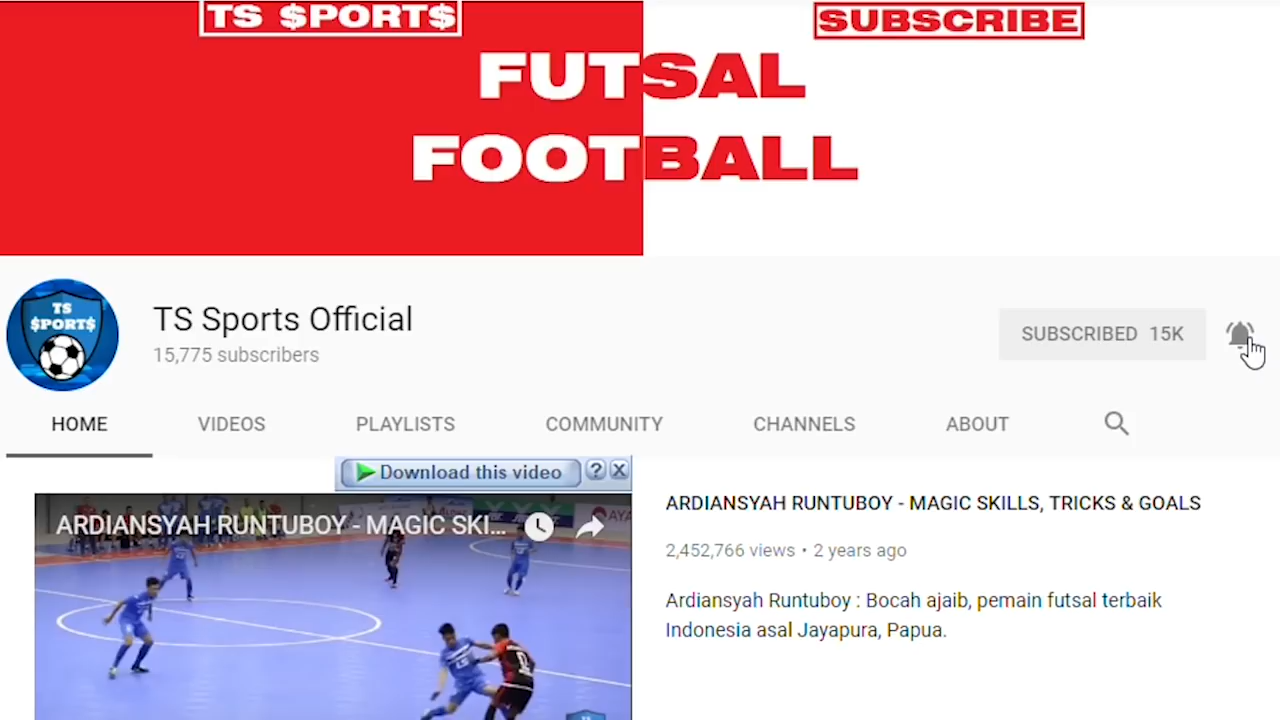 TS $PORT$
SUBSCRIBE
FUTSAL
FOOTBALL
TS
$PORT$
TS Sports Official
15,775 subscribers
SUBSCRIBED 15K
HOME VIDEOS PLAYLISTS COMMUNITY CHANNELS ABOUT
Download this video ? X
ARDIANSYAH RUNTUBOY - MAGIC SKI...
ARDIANSYAH RUNTUBOY - MAGIC SKILLS, TRICKS & GOALS
2,452,766 views • 2 years ago
Ardiansyah Runtuboy : Bocah ajaib, pemain futsal terbaik
Indonesia asal Jayapura, Papua.